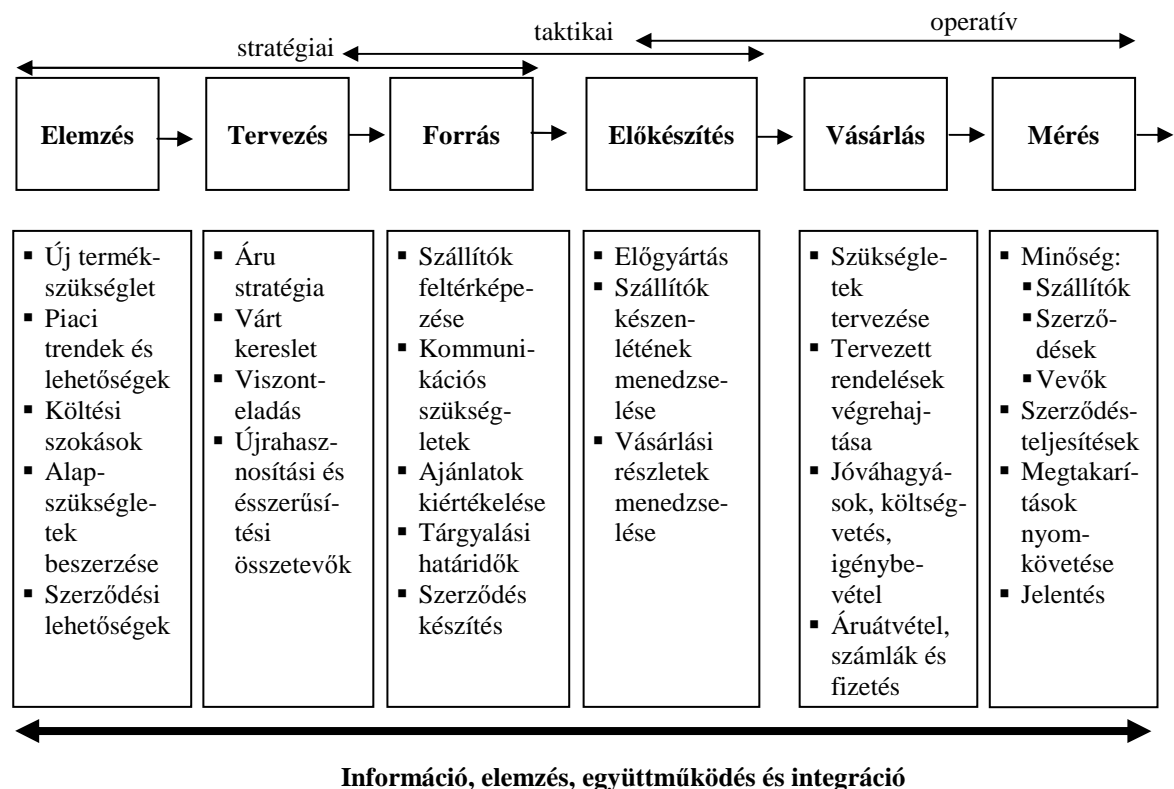 stratégiai
taktikai
operatív
Elemzés
Tervezés
Forrás
Előkészítés
Vásárlás
Mérés
▪ Új termék-
szükséglet
▪ Piaci
trendek és
lehetőségek
▪ Költési
szokások
▪ Alap-
szükségle-
tek
beszerzése
▪ Szerződési
lehetőségek
▪ Áru
stratégia
▪ Várt
kereslet
▪ Viszont-
eladás
▪ Újrahasz-
nosítási és
ésszerűsí-
tési
összetevők
▪ Szállítók
feltérképe-
zése
▪ Kommuni-
kációs
szükség-
letek
▪ Ajánlatok
kiértékelése
▪ Tárgyalási
határidők
▪ Szerződés
készítés
▪ Előgyártás
▪ Szállítók
készen-
létének
menedzse-
lése
▪ Vásárlási
részletek
menedzse-
lése
▪ Szükségle-
tek
tervezése
▪ Tervezett
rendelések
végrehaj-
tása
▪ Jóváhagyá-
sok, költség-
vetés,
igénybe-
vétel
▪ Áruátvétel,
számlák és
fizetés
▪ Minőség:
▪ Szállítók
▪ Szerző-
dések
▪ Vevők
▪ Szerződés-
teljesítések
▪ Megtakarí-
tások
nyom-
követése
▪ Jelentés
Információ, elemzés, együttműködés és integráció